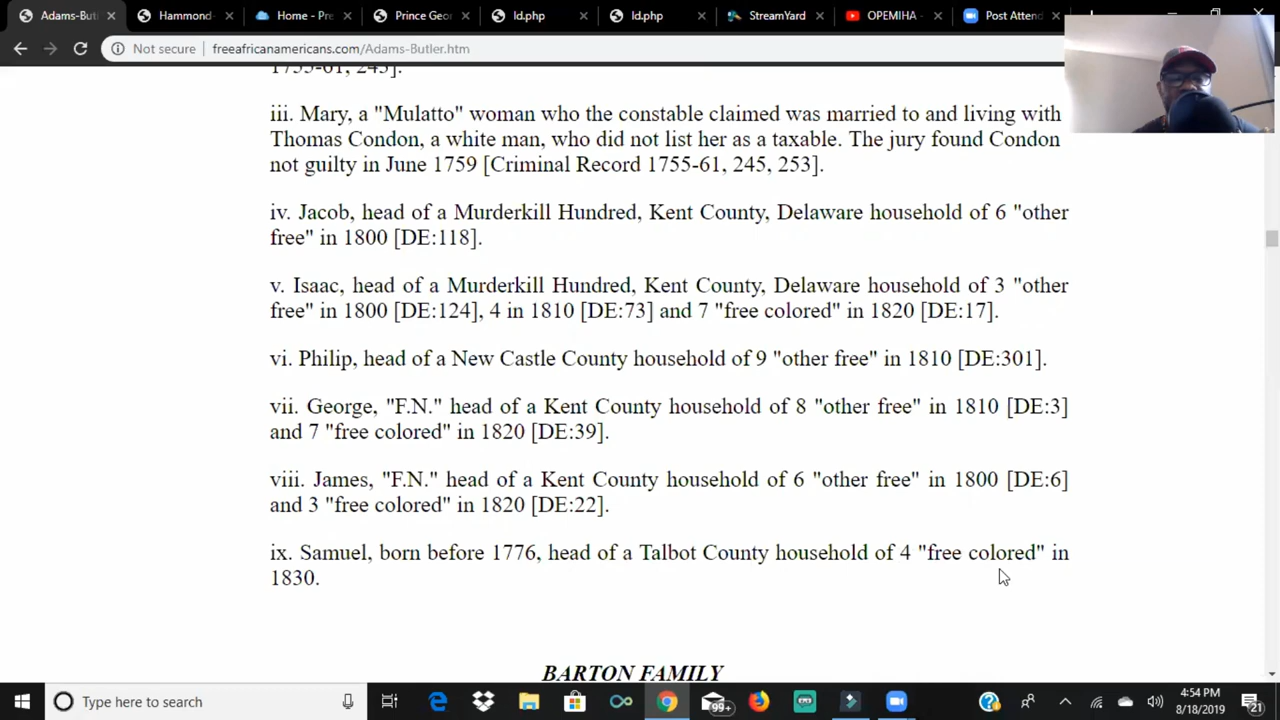 Adams-But
Hammond-
Home - Pre
Prince Geo
ld.php
ld.php
StreamYard
OPEMIHA -
Post Attend
Not secure | freeafricanamericans.com/Adams-Butler.htm
1755-61, 243].
iii. Mary, a "Mulatto" woman who the constable claimed was married to and living with
Thomas Condon, a white man, who did not list her as a taxable. The jury found Condon
not guilty in June 1759 [Criminal Record 1755-61, 245, 253].
iv. Jacob, head of a Murderkill Hundred, Kent County, Delaware household of 6 "other
free" in 1800 [DE:118].
v. Isaac, head of a Murderkill Hundred, Kent County, Delaware household of 3 "other
free" in 1800 [DE:124], 4 in 1810 [DE:73] and 7 "free colored" in 1820 [DE:17].
vi. Philip, head of a New Castle County household of 9 "other free" in 1810 [DE:301].
vii. George, "F.N." head of a Kent County household of 8 "other free" in 1810 [DE:3]
and 7 "free colored" in 1820 [DE:39].
viii. James, "F.N." head of a Kent County household of 6 "other free" in 1800 [DE:6]
and 3 "free colored" in 1820 [DE:22].
ix. Samuel, born before 1776, head of a Talbot County household of 4 "free colored" in
1830.
BARTON FAMILY
Type here to search
99+
4:54 PM
8/18/2019
21